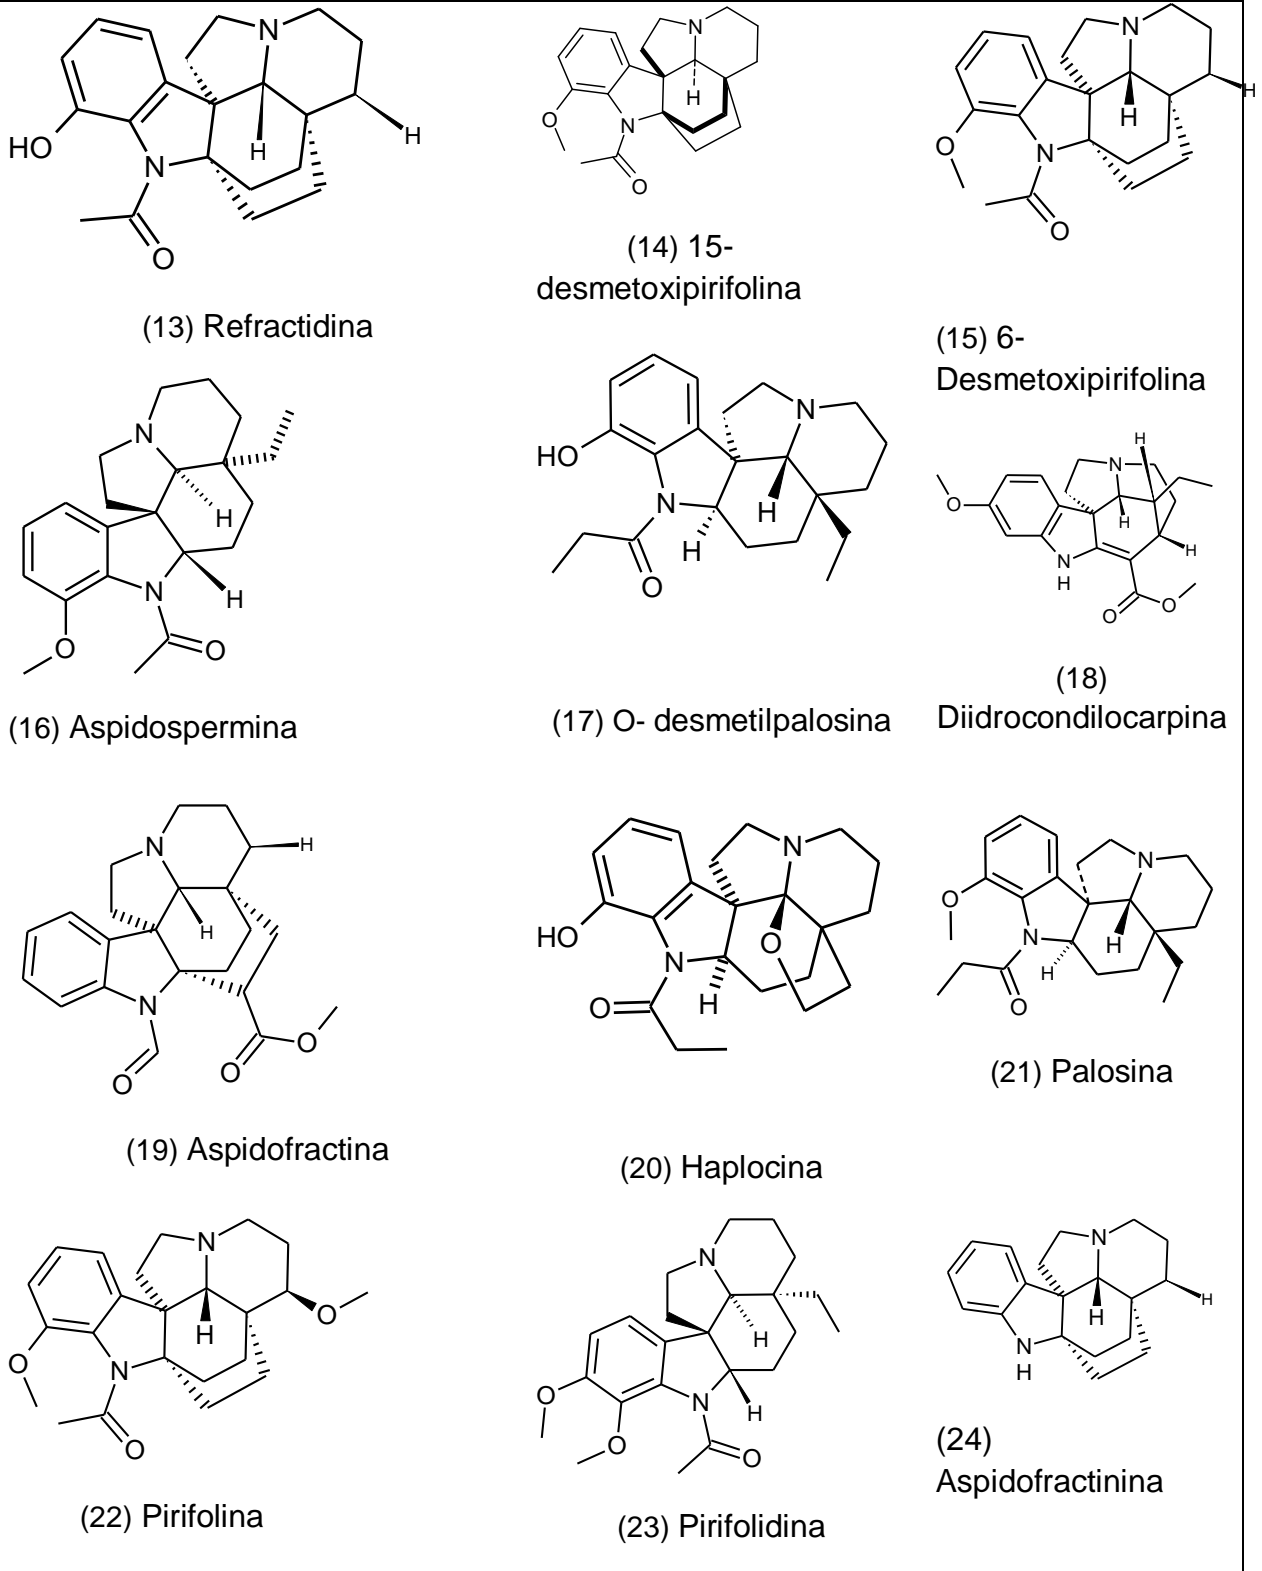 N
H
H
HO
N
O
(13) Refractidina
N
H
O
N
O
(14) 15-
desmetoxipirifolina
N
H
H
O
N
O
(15) 6-
Desmetoxipirifolina
N
H
H
N
O
O
(16) Aspidospermina
N
HO
N
H
H
O
(17) O- desmetilpalosina
H
N
O
H
H
N
H
O
O
(18)
Diidrocondilocarpina
N
H
H
N
O
O
O
(19) Aspidofractina
N
HO
O
N
H
O
(20) Haplocina
N
O
N
H
H
O
(21) Palosina
N
H
O
O
N
O
(22) Pirifolina
N
H
H
O
N
O
O
(23) Pirifolidina
N
H
H
N
H
(24)
Aspidofractinina